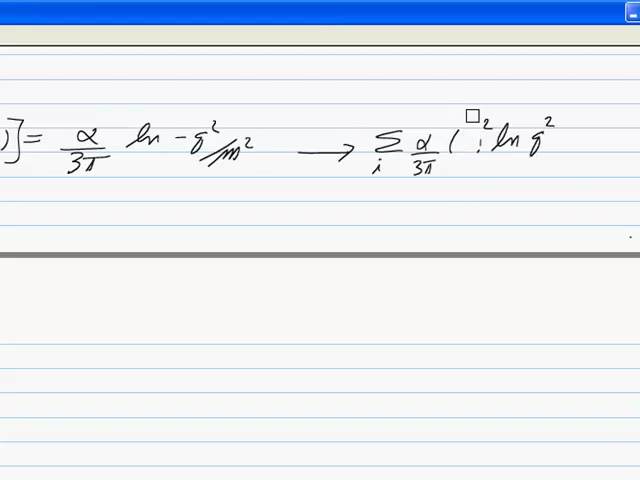 )] = α/3π ln -q²/m² ⟶ Σ_i α/3π ( ²_i ln q²